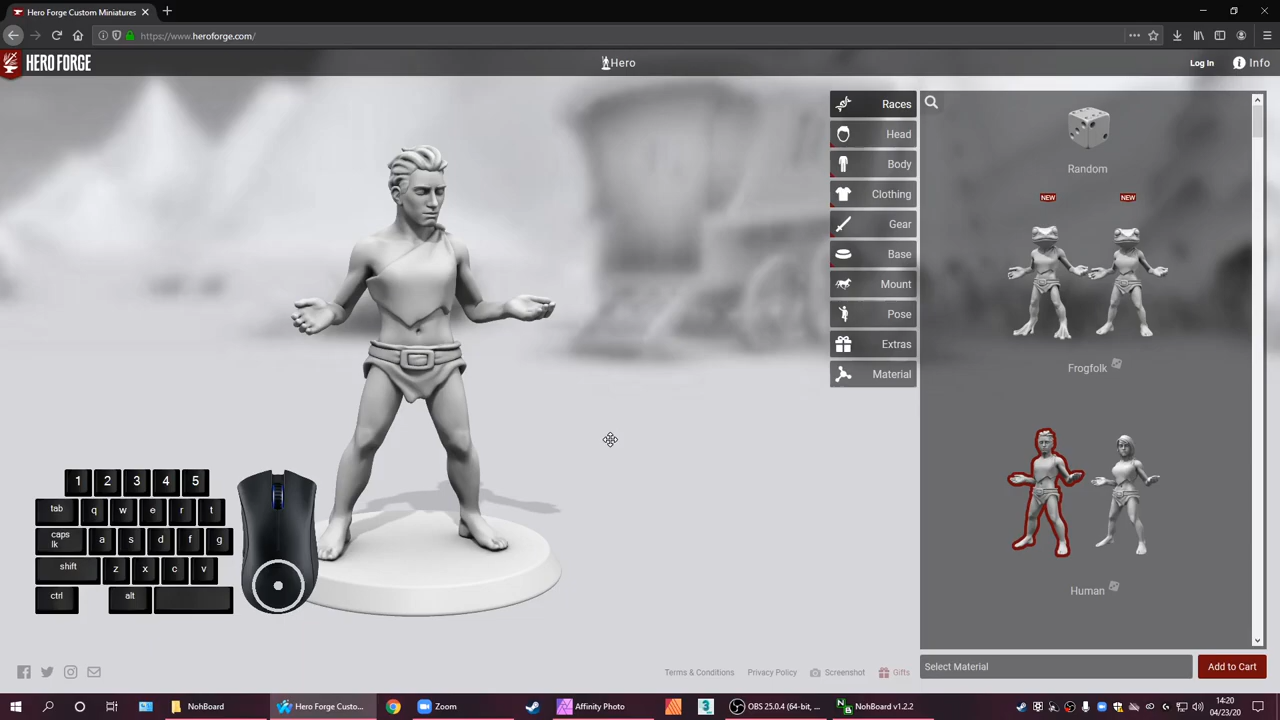 Hero Forge Custom Miniatures
https://www.heroforge.com/
HERO FORGE
Hero
Log In
Info
Races
Head
Body
Clothing
Gear
Base
Mount
Pose
Extras
Material
Random
NEW
NEW
Frogfolk
Human
1 2 3 4 5
tab q w e r t
caps
lk
a s d f g
shift z x c v
ctrl alt
Terms & Conditions
Privacy Policy
Screenshot
Gifts
Select Material
Add to Cart
NohBoard
Hero Forge Custo...
Zoom
Affinity Photo
OBS 25.0.4 (64-bit, ...
NohBoard v1.2.2
14:20
04/23/20